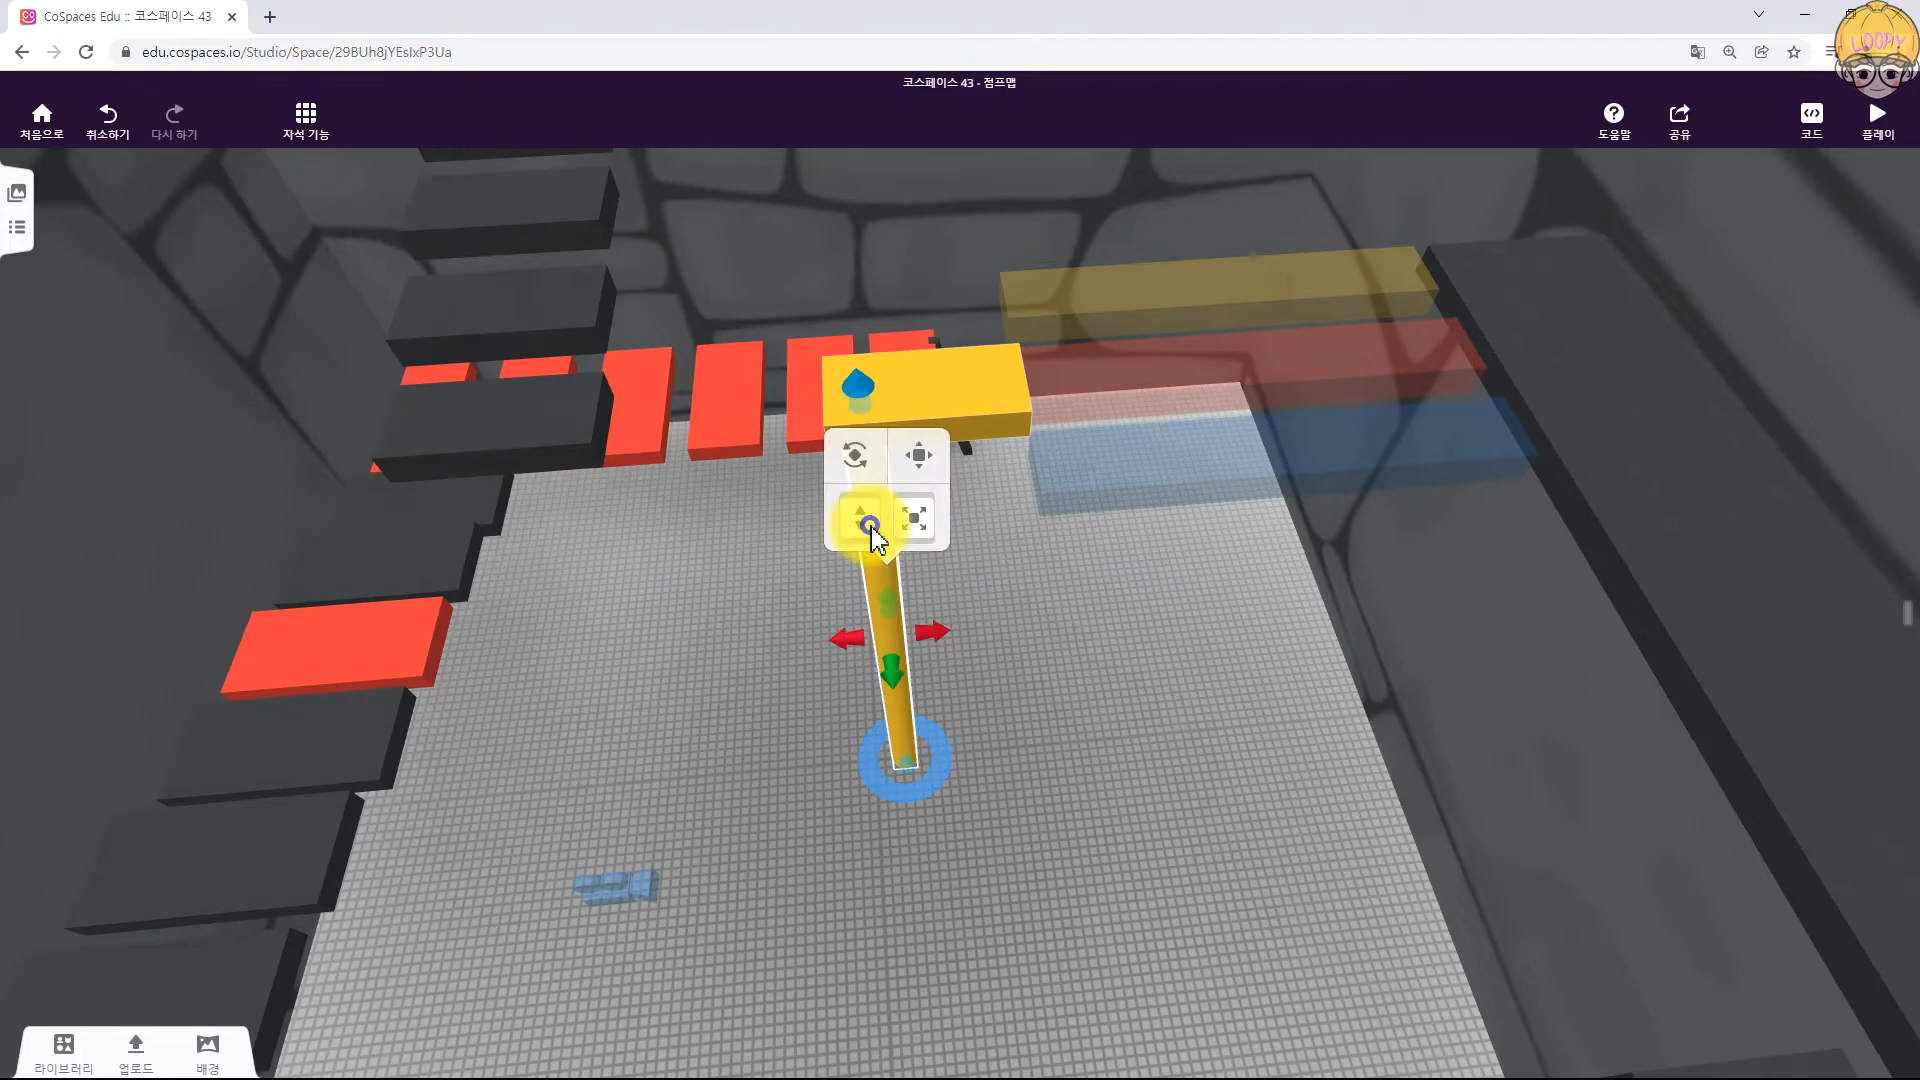 CoSpaces Edu :: 코스페이스 43
edu.cospaces.io/Studio/Space/29BUh8jYEsIxP3Ua
LOOPY
코스페이스 43 - 점프맵
처음으로
취소하기
다시 하기
자석 기능
도움말
공유
코드
플레이
라이브러리
업로드
배경